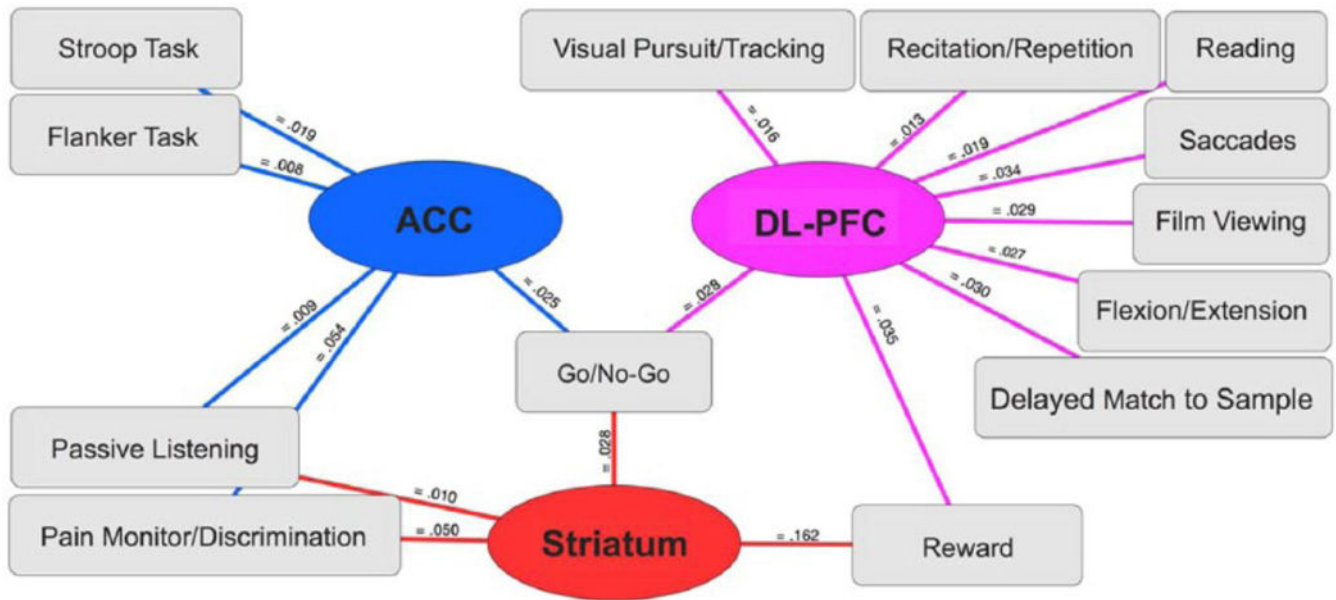 Stroop Task
Visual Pursuit/Tracking
Recitation/Repetition
Reading
Flanker Task
= .019
= .008
= .016
= .013
= .019
Saccades
= .034
ACC
DL-PFC
= .029
Film Viewing
= .027
= .009
= .054
= .025
= .028
= .030
= .035
Flexion/Extension
Go/No-Go
Delayed Match to Sample
Passive Listening
= .028
= .010
Pain Monitor/Discrimination
= .050
Striatum
= .162
Reward